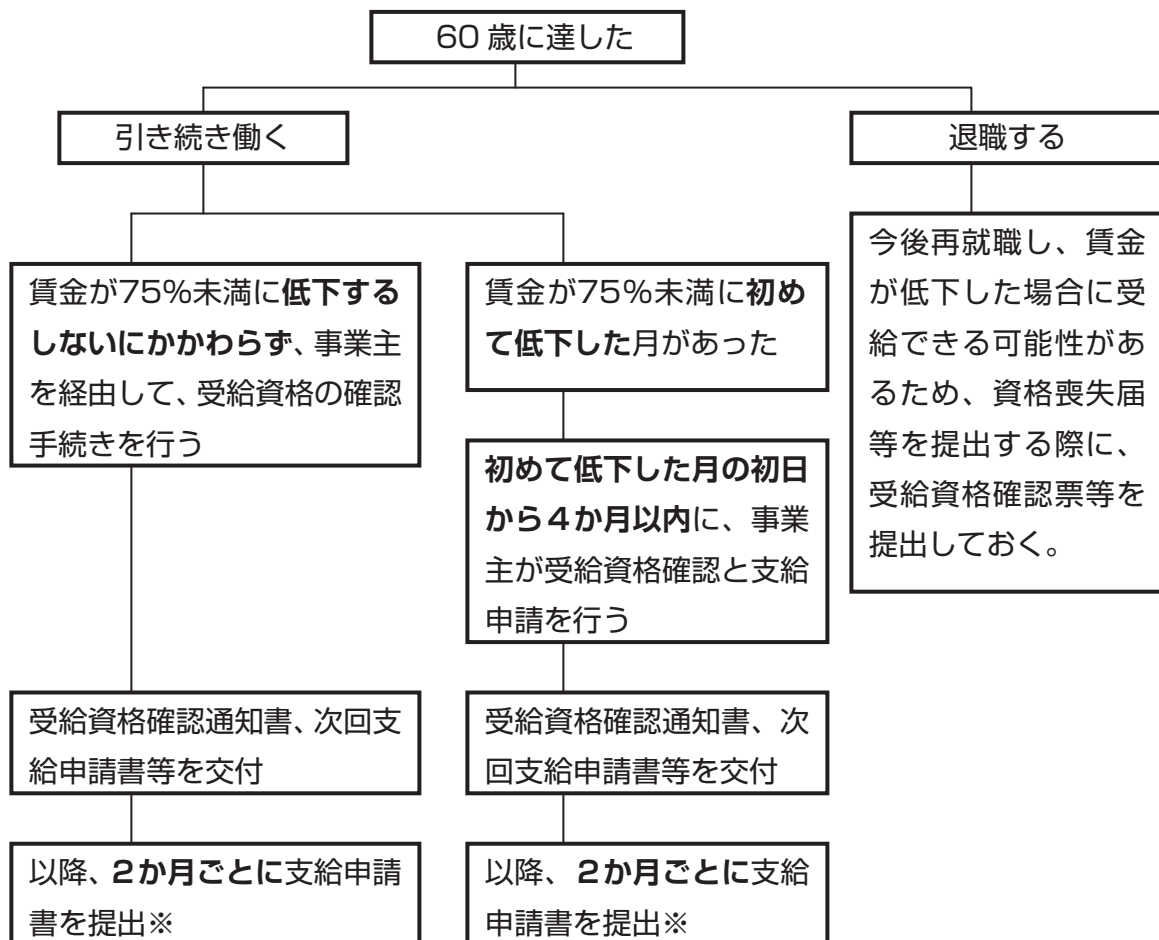 60歳に達した
引き続き働く
退職する
賃金が75%未満に低下する
しないにかかわらず、事業主
を経由して、受給資格の確認
手続きを行う
賃金が75%未満に初め
て低下した月があった
今後再就職し、賃金
が低下した場合に受
給できる可能性があ
るため、資格喪失届
等を提出する際に、
受給資格確認票等を
提出しておく。
初めて低下した月の初日
から4か月以内に、事業
主が受給資格確認と支給
申請を行う
受給資格確認通知書、次回支
給申請書等を交付
受給資格確認通知書、次
回支給申請書等を交付
以降、2か月ごとに支給申請
書を提出※
以降、2か月ごとに支給
申請書を提出※